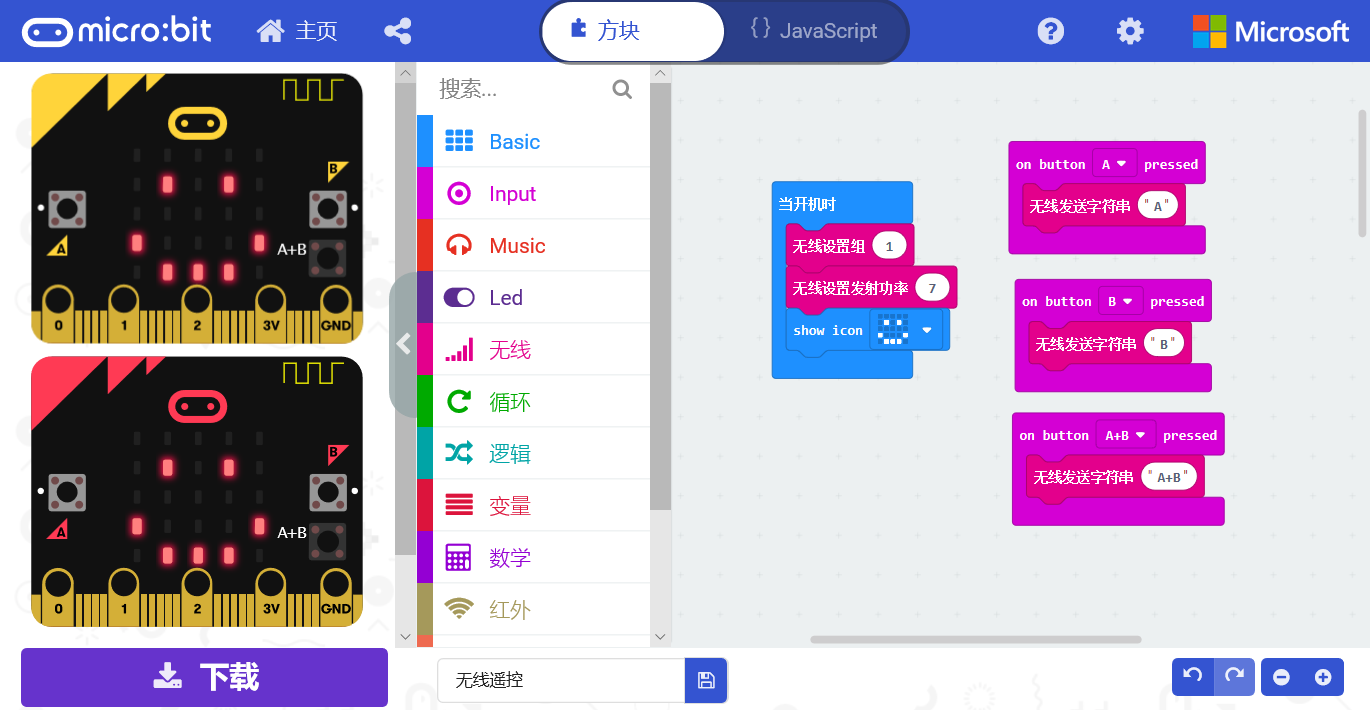 micro:bit
主页
方块
{} JavaScript
Microsoft
B
A
A+B
0 1 2 3V GND
B
A
A+B
0 1 2 3V GND
下载
搜索...
Basic
Input
Music
Led
无线
循环
逻辑
变量
数学
红外
当开机时
无线设置组 1
无线设置发射功率 7
show icon
on button A pressed
无线发送字符串 "A"
on button B pressed
无线发送字符串 "B"
on button A+B pressed
无线发送字符串 "A+B"
无线遥控